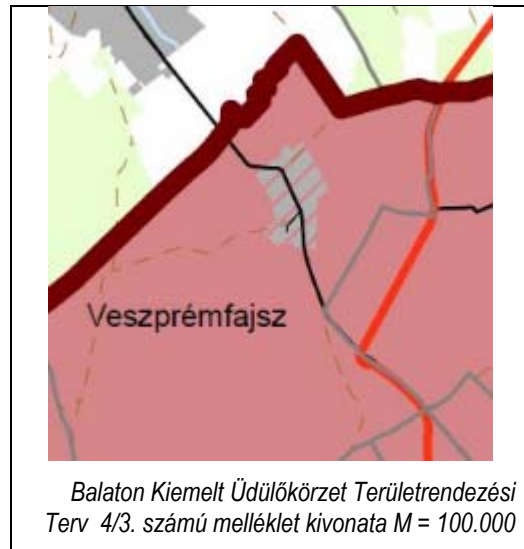 Veszprémfajsz
Balaton Kiemelt Üdülőkörzet Területrendezési
Terv 4/3. számú melléklet kivonata M = 100.000